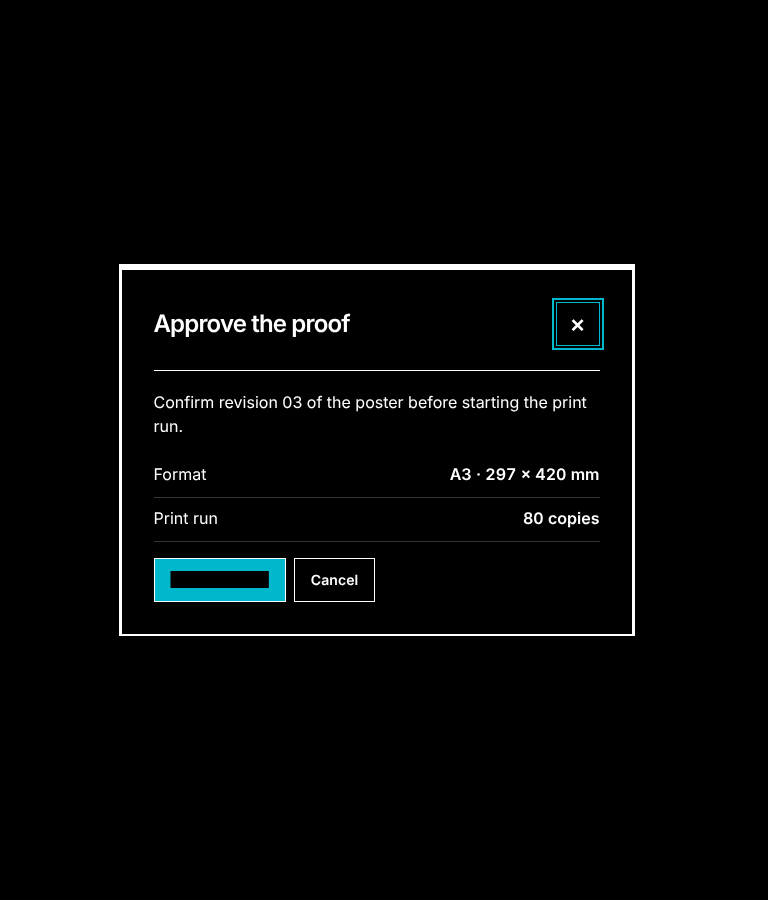 Approve the proof
×
Confirm revision 03 of the poster before starting the print
run.
Format A3 · 297 × 420 mm
Print run 80 copies
Cancel